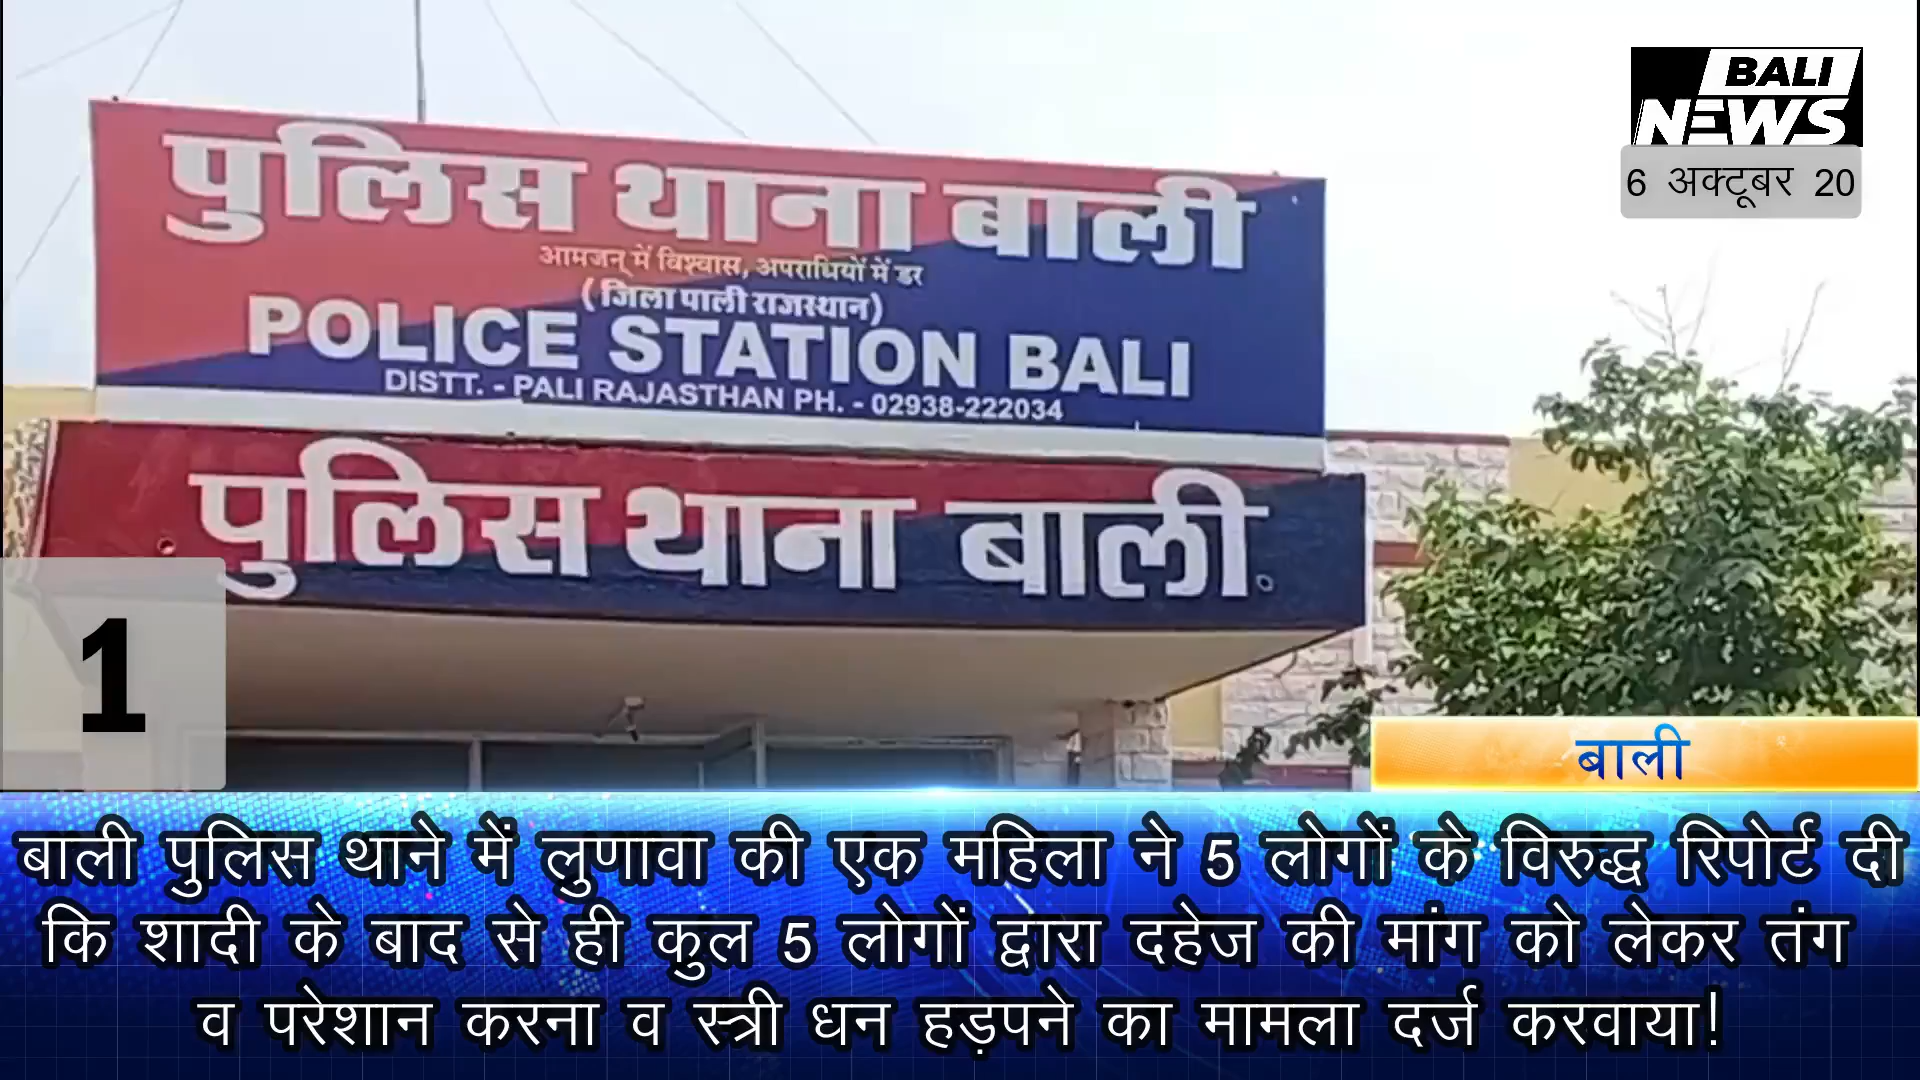 BALI
NEWS
6 अक्टूबर 20
पुलिस थाना बाली
आमजन् में विश्वास, अपराधियों में डर
( जिला पाली राजस्थान)
POLICE STATION BALI
DISTT. - PALI RAJASTHAN PH. - 02938-222034
पुलिस थाना बाली
1
बाली
बाली पुलिस थाने में लुणावा की एक महिला ने 5 लोगों के विरुद्ध रिपोर्ट दी
कि शादी के बाद से ही कुल 5 लोगों द्वारा दहेज की मांग को लेकर तंग
व परेशान करना व स्त्री धन हड़पने का मामला दर्ज करवाया!